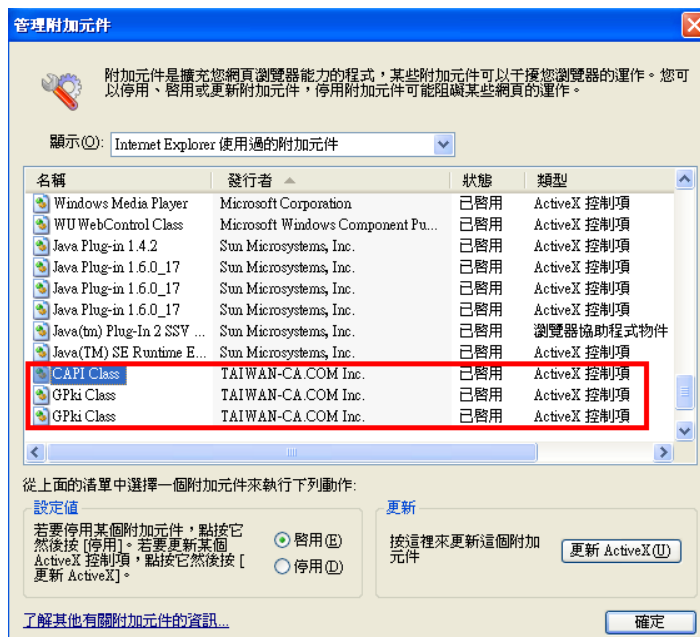 管理附加元件
附加元件是擴充您網頁瀏覽器能力的程式，某些附加元件可以干擾您瀏覽器的運作。您可
以停用、啓用或更新附加元件，停用附加元件可能阻礙某些網頁的運作。
顯示(O): Internet Explorer 使用過的附加元件
名稱 發行者 狀態 類型
Windows Media Player Microsoft Corporation 已啓用 ActiveX 控制項
WUWebControl Class Microsoft Windows Component Pu... 已啓用 ActiveX 控制項
Java Plug-in 1.4.2 Sun Microsystems, Inc. 已啓用 ActiveX 控制項
Java Plug-in 1.6.0_17 Sun Microsystems, Inc. 已啓用 ActiveX 控制項
Java Plug-in 1.6.0_17 Sun Microsystems, Inc. 已啓用 ActiveX 控制項
Java Plug-in 1.6.0_17 Sun Microsystems, Inc. 已啓用 ActiveX 控制項
Java(tm) Plug-In 2 SSV ... Sun Microsystems, Inc. 已啓用 瀏覽器協助程式物件
Java(TM) SE Runtime E... Sun Microsystems, Inc. 已啓用 ActiveX 控制項
CAPI Class TAIWAN-CA.COM Inc. 已啓用 ActiveX 控制項
GPki Class TAIWAN-CA.COM Inc. 已啓用 ActiveX 控制項
GPki Class TAIWAN-CA.COM Inc. 已啓用 ActiveX 控制項
從上面的清單中選擇一個附加元件來執行下列動作:
設定值
若要停用某個附加元件，點按它
然後按 [停用]。若要更新某個
ActiveX 控制項，點按它然後按 [
更新 ActiveX]。
啓用(E)
停用(D)
更新
按這裡來更新這個附加
元件
更新 ActiveX(U)
了解其他有關附加元件的資訊...
確定